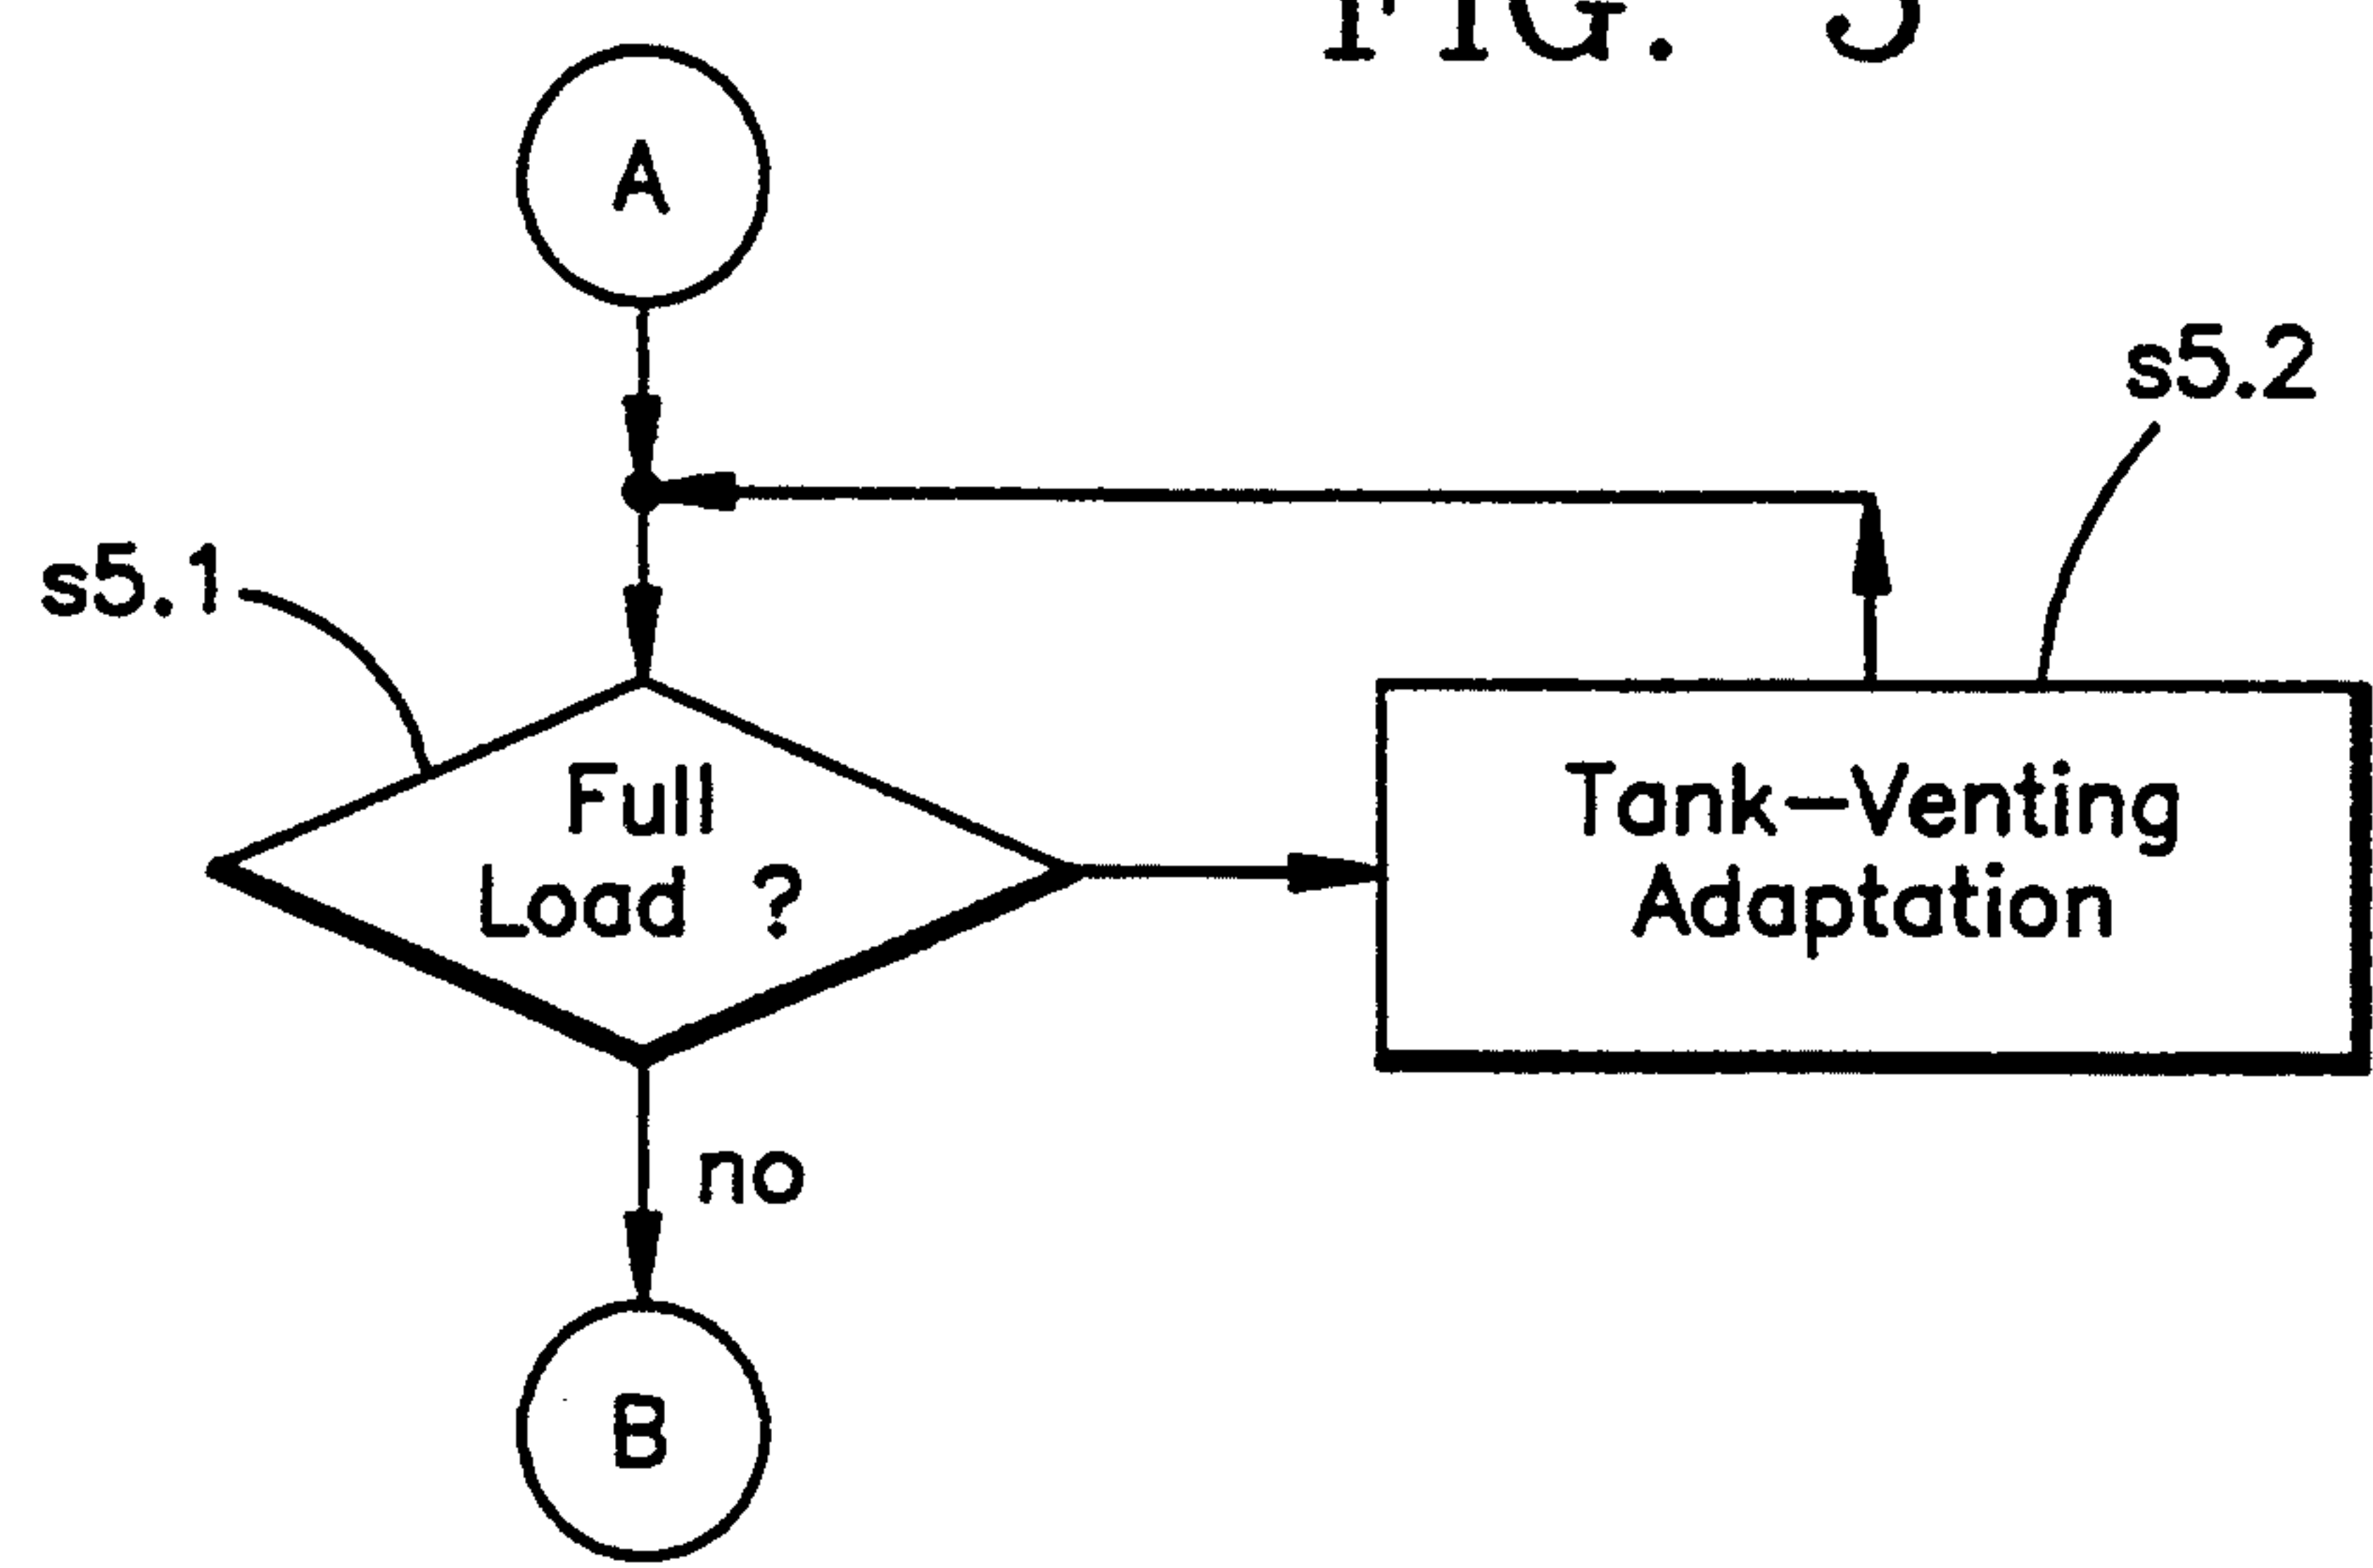 FIG. 5
A
s5.2
s5.1
Full
Load ?
Tank-Venting
Adaptation
no
B